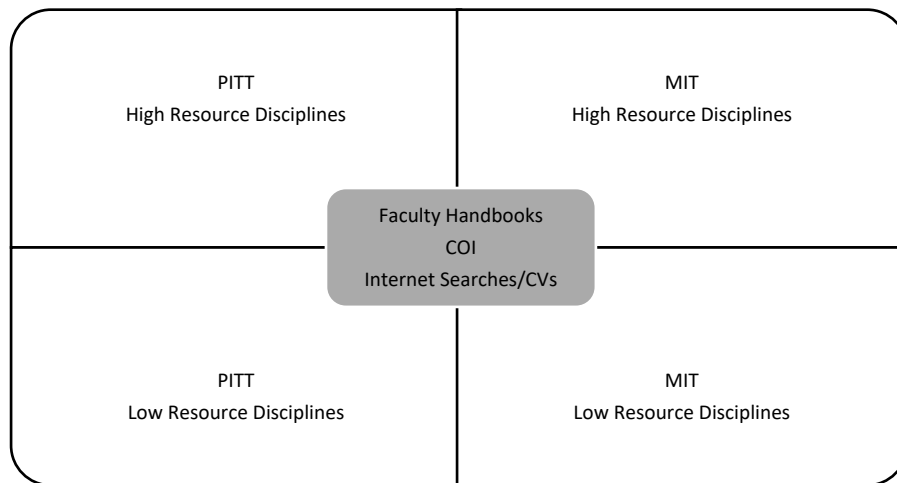 PITT
High Resource Disciplines
MIT
High Resource Disciplines
Faculty Handbooks
COI
Internet Searches/CVs
PITT
Low Resource Disciplines
MIT
Low Resource Disciplines